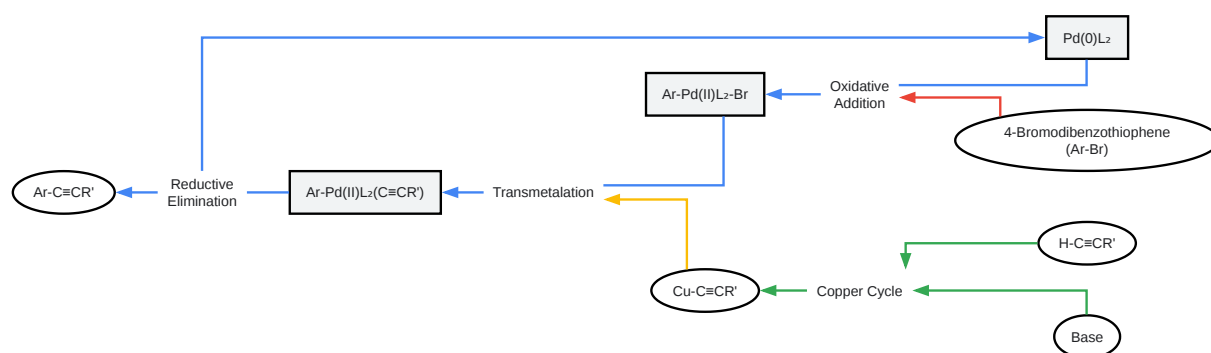 Pd(0)L₂
Ar-Pd(II)L₂-Br
Oxidative
Addition
4-Bromodibenzothiophene
(Ar-Br)
Ar-C≡CR'
Reductive
Elimination
Ar-Pd(II)L₂(C≡CR')
Transmetalation
H-C≡CR'
Cu-C≡CR'
Copper Cycle
Base